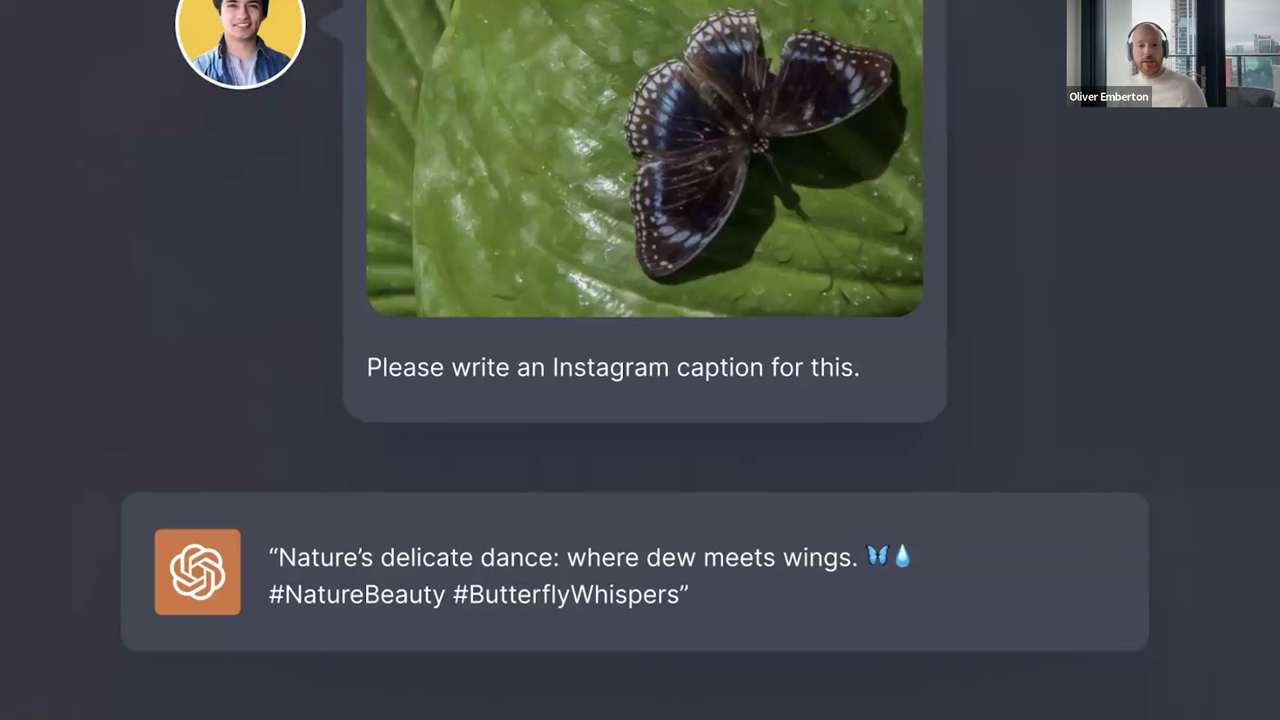 Oliver Emberton
Please write an Instagram caption for this.
“Nature’s delicate dance: where dew meets wings. 🦋💧
#NatureBeauty #ButterflyWhispers”